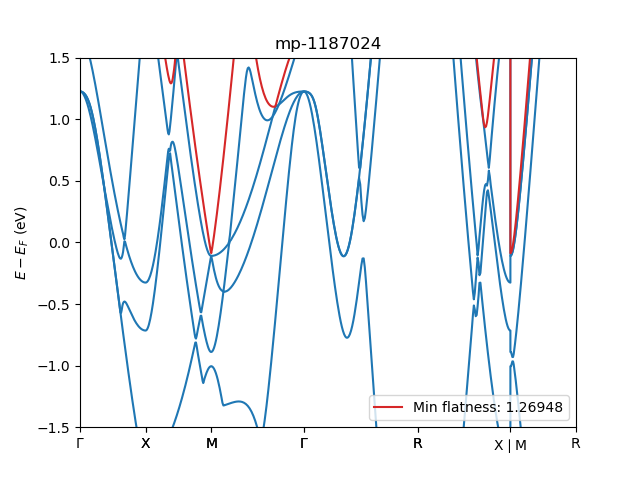 mp-1187024
E − E_F (eV)
1.5
1.0
0.5
0.0
−0.5
−1.0
−1.5
Min flatness: 1.26948
Γ X M Γ R X | M R